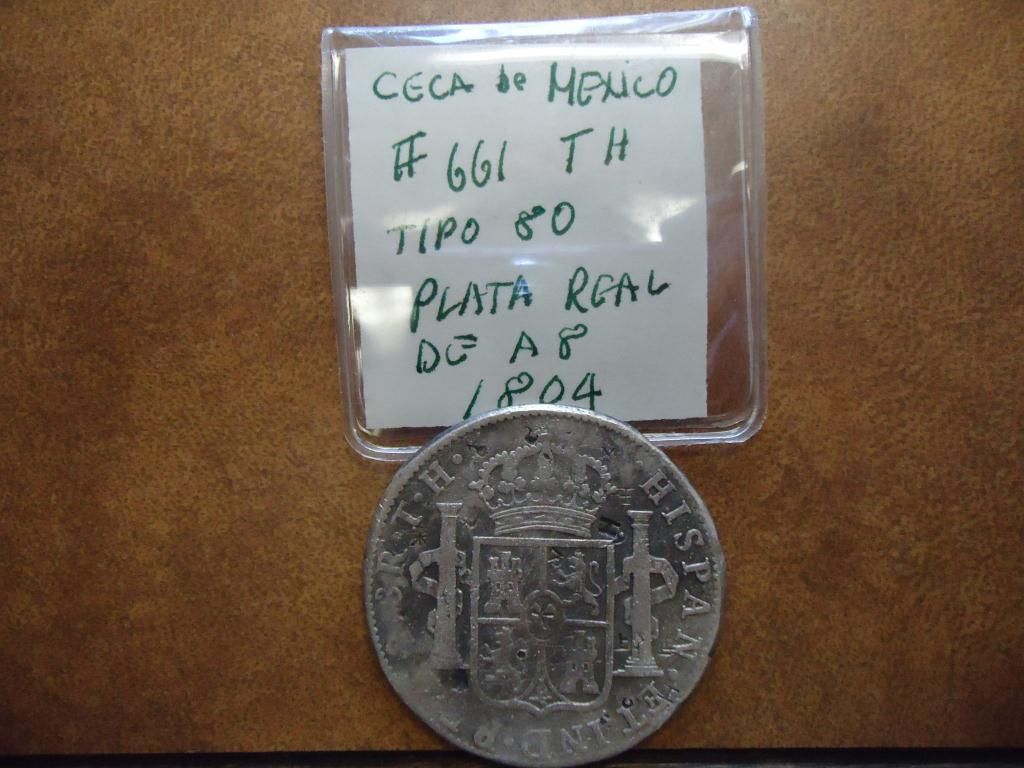 CECA de MEXICO
# 661 TH
TIPO 80
PLATA REAL
DE A 8
1804
8R·T·H· ·HISPAN·ET·IND·R